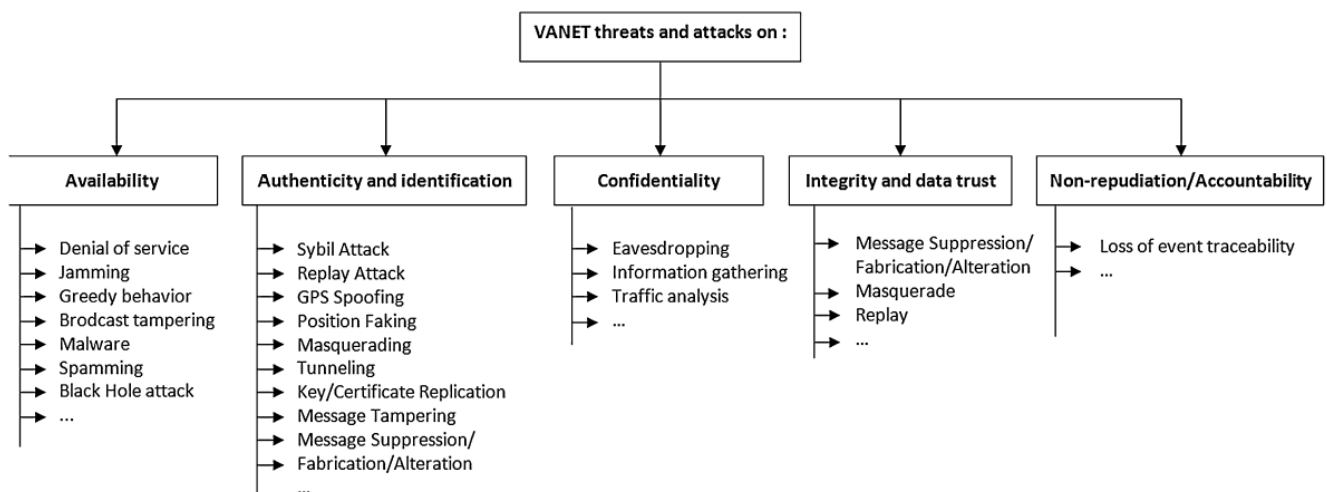 VANET threats and attacks on :
Availability
Denial of service
Jamming
Greedy behavior
Brodcast tampering
Malware
Spamming
Black Hole attack
...
Authenticity and identification
Sybil Attack
Replay Attack
GPS Spoofing
Position Faking
Masquerading
Tunneling
Key/Certificate Replication
Message Tampering
Message Suppression/
Fabrication/Alteration
...
Confidentiality
Eavesdropping
Information gathering
Traffic analysis
...
Integrity and data trust
Message Suppression/
Fabrication/Alteration
Masquerade
Replay
...
Non-repudiation/Accountability
Loss of event traceability
...